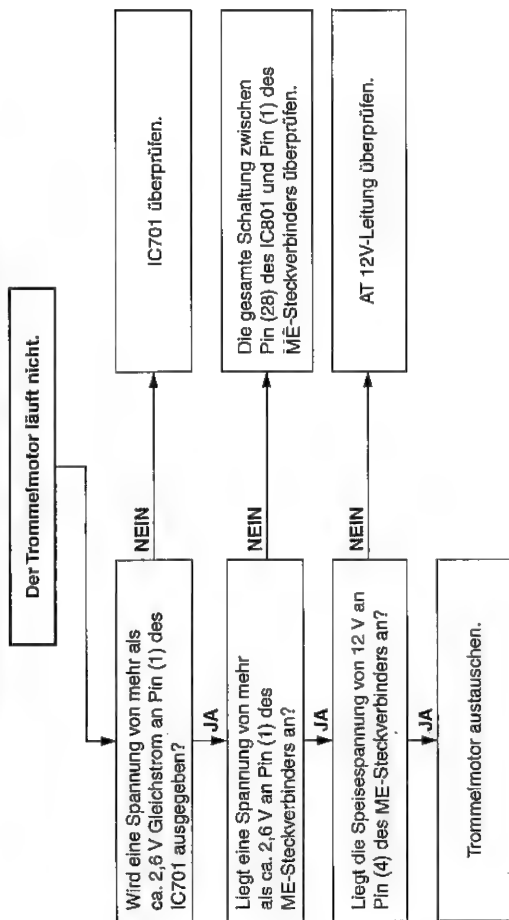 Der Trommelmotor läuft nicht.
Wird eine Spannung von mehr als
ca. 2,6 V Gleichstrom an Pin (1) des
IC701 ausgegeben?
NEIN
IC701 überprüfen.
JA
Liegt eine Spannung von mehr
als ca. 2,6 V an Pin (1) des
ME-Steckverbinders an?
NEIN
Die gesamte Schaltung zwischen
Pin (28) des IC801 und Pin (1) des
ME-Steckverbinders überprüfen.
JA
Liegt die Speisespannung von 12 V an
Pin (4) des ME-Steckverbinders an?
NEIN
AT 12V-Leitung überprüfen.
JA
Trommelmotor austauschen.